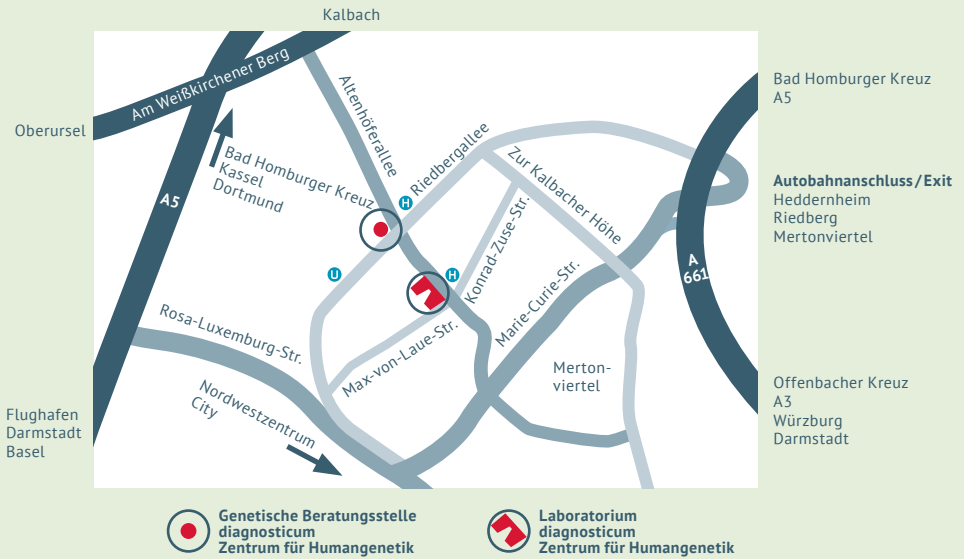 Kalbach
Am Weißkirchener Berg
Oberursel
A5
Bad Homburger Kreuz
Kassel
Dortmund
Altenhöferallee
H
Riedbergallee
Zur Kalbacher Höhe
Konrad-Zuse-Str.
U
H
Marie-Curie-Str.
Max-von-Laue-Str.
Rosa-Luxemburg-Str.
Nordwestzentrum
City
Merton-
viertel
A
661
Bad Homburger Kreuz
A5
Autobahnanschluss/Exit
Heddernheim
Riedberg
Mertonviertel
Offenbacher Kreuz
A3
Würzburg
Darmstadt
Flughafen
Darmstadt
Basel
Genetische Beratungsstelle
diagnosticum
Zentrum für Humangenetik
Laboratorium
diagnosticum
Zentrum für Humangenetik